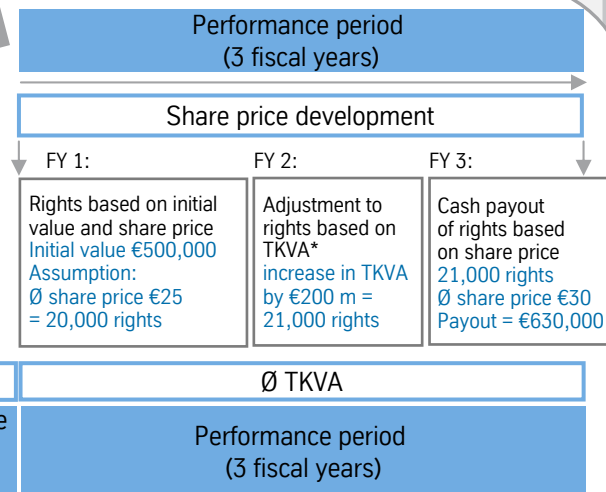 Performance period
(3 fiscal years)
Share price development
FY 1:
FY 2:
FY 3:
Rights based on initial
value and share price
Initial value €500,000
Assumption:
Ø share price €25
= 20,000 rights
Adjustment to
rights based on
TKVA*
increase in TKVA
by €200 m =
21,000 rights
Cash payout
of rights based
on share price
21,000 rights
Ø share price €30
Payout = €630,000
Ø TKVA
Performance period
(3 fiscal years)